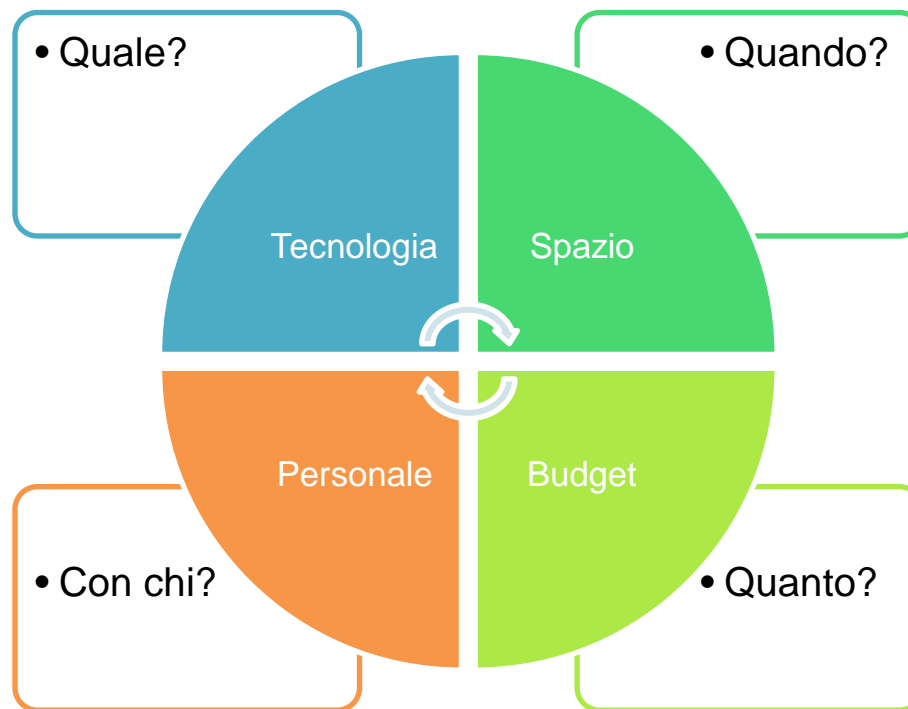 • Quale?
• Quando?
Tecnologia
Spazio
Personale
Budget
• Con chi?
• Quanto?